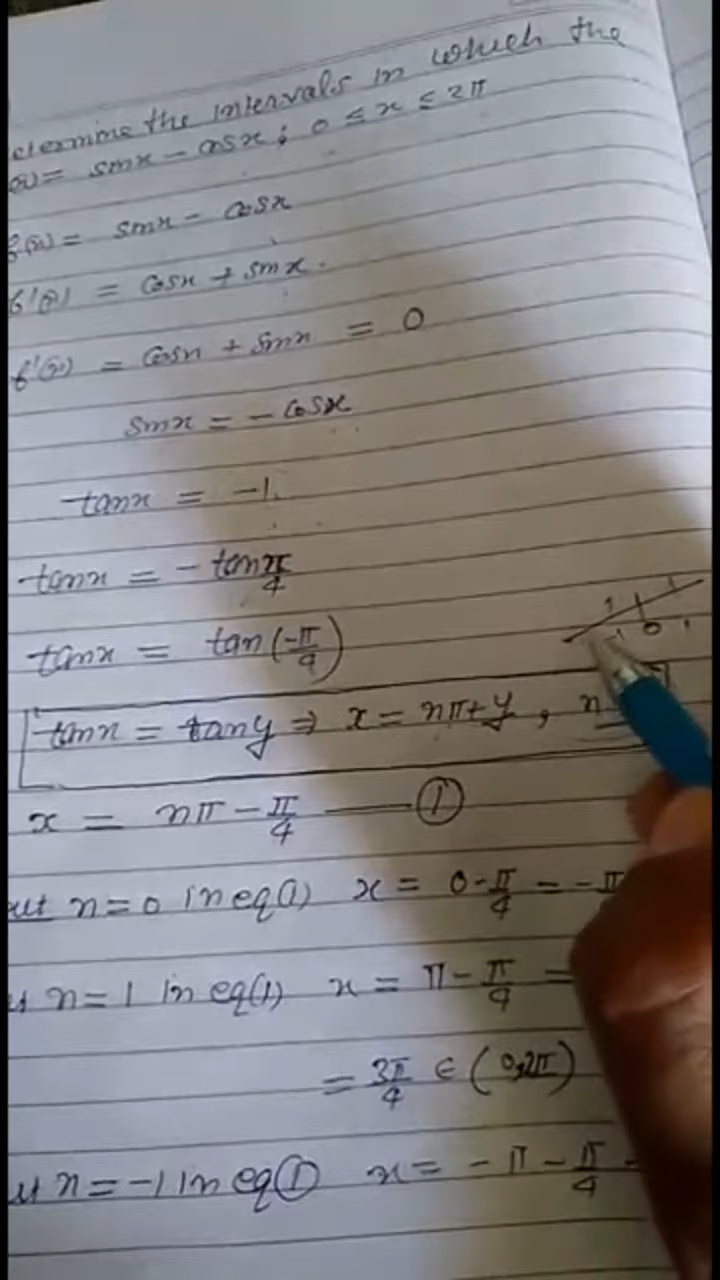 etermine the intervals in which the
(x) = sinx - cosx ; 0 ≤ x ≤ 2π
f(x) = sinx - cosx
f'(x) = cosx + sinx.
f'(x) = cosx + sinx = 0
sinx = - cosx
tanx = -1.
tanx = - tan π/4
tanx = tan(-π/4)
tanx = tany ⇒ x = nπ+y , n
x = nπ - π/4 —— ①
ut n=0 in eq(1) x = 0-π/4 = -π
ut n=1 in eq(1) x = π - π/4 =
= 3π/4 ∈ (0,2π)
ut n=-1 in eq① x = -π - π/4